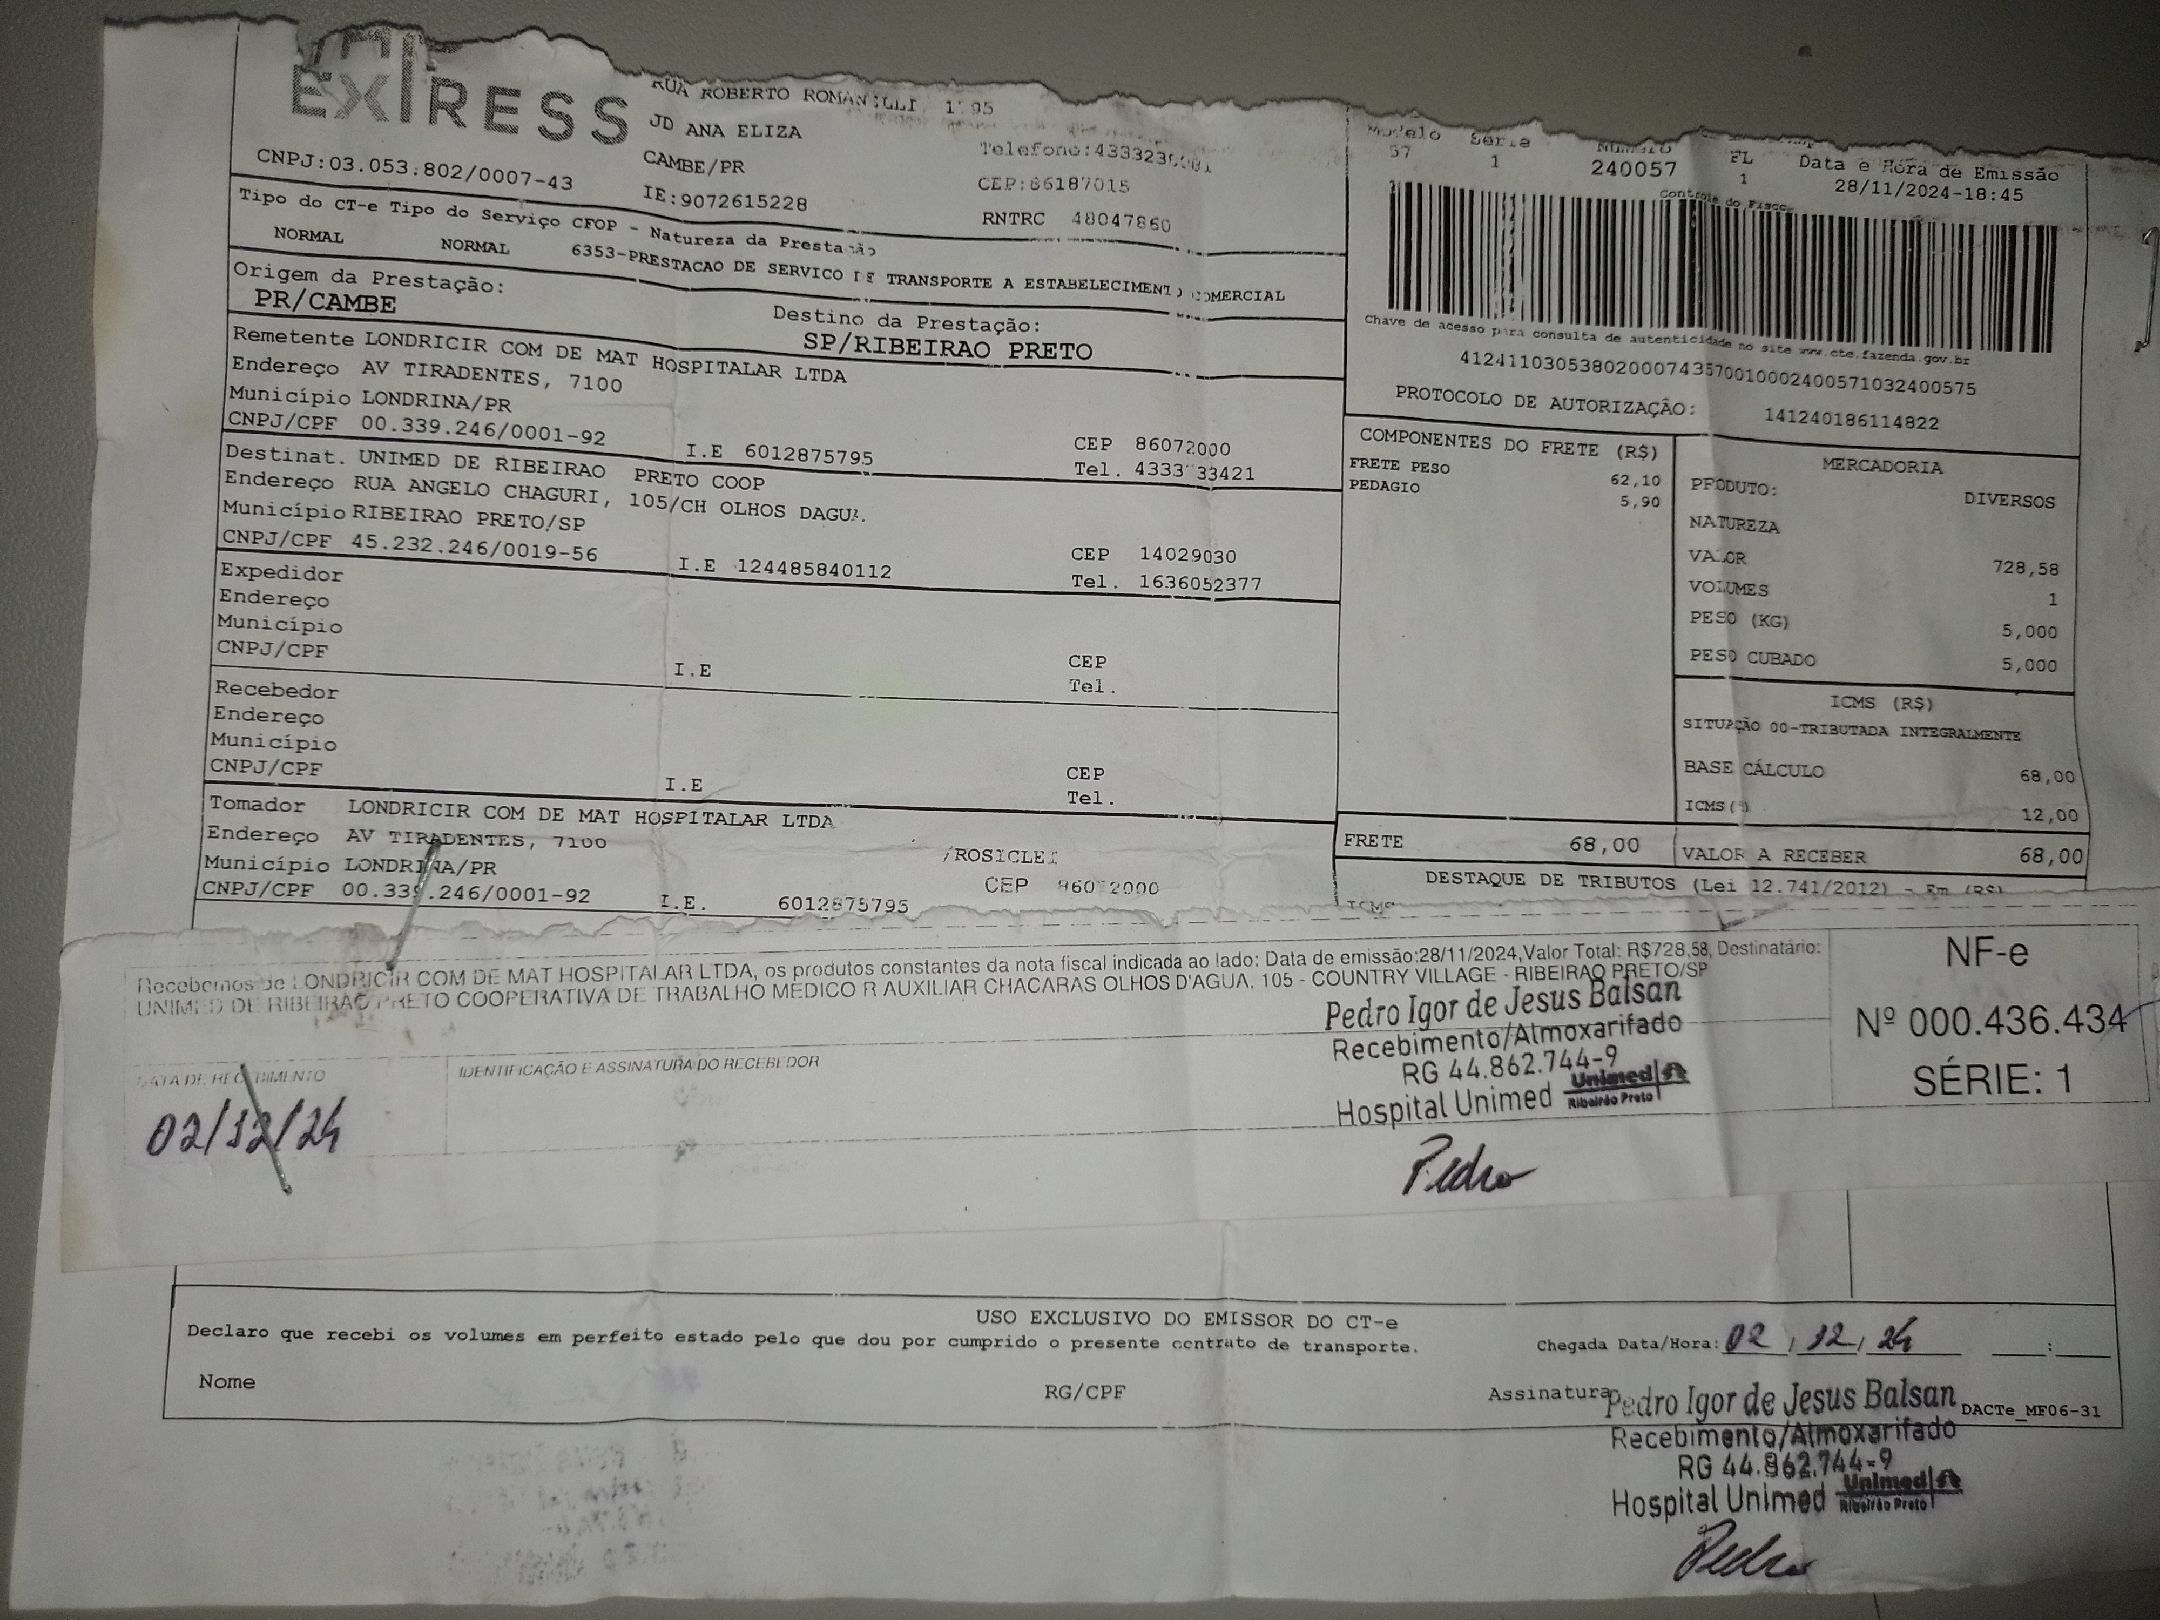 EXPRESS
RUA ROBERTO
JD ANA ELIZA
CAMBE/PR
Telefone:
CNPJ:03.053.802/0007-43
IE:9072615228
CEP:86187015
RNTRC 48047860
Modelo Série Número FL Data e Hora de Emissão
57 1 240057 1 28/11/2024-18:45
Controle do Fisco
Tipo do CT-e Tipo do Serviço CFOP - Natureza da Prestação
NORMAL NORMAL 6353-PRESTACAO DE SERVICO DE TRANSPORTE A ESTABELECIMENTO COMERCIAL
Origem da Prestação:
PR/CAMBE
Destino da Prestação:
SP/RIBEIRAO PRETO
Chave de acesso para consulta de autenticidade no site www.cte.fazenda.gov.br
41241103053802000743570010002400571032400575
PROTOCOLO DE AUTORIZAÇÃO: 141240186114822
Remetente LONDRICIR COM DE MAT HOSPITALAR LTDA
Endereço AV TIRADENTES, 7100
Município LONDRINA/PR
CNPJ/CPF 00.339.246/0001-92 I.E 6012875795
CEP 86072000
Tel.
Destinat. UNIMED DE RIBEIRAO PRETO COOP
Endereço RUA ANGELO CHAGURI, 105/CH OLHOS DAGUA.
Município RIBEIRAO PRETO/SP
CNPJ/CPF 45.232.246/0019-56 I.E 124485840112
CEP 14029030
Tel. 1636052377
Expedidor
Endereço
Município
CNPJ/CPF I.E
CEP
Tel.
Recebedor
Endereço
Município
CNPJ/CPF I.E
CEP
Tel.
Tomador LONDRICIR COM DE MAT HOSPITALAR LTDA
Endereço AV TIRADENTES, 7100 /ROSICLEI
Município LONDRINA/PR CEP 86072000
CNPJ/CPF 00.339.246/0001-92 I.E. 6012875795
COMPONENTES DO FRETE (R$)
FRETE PESO 62,10
PEDAGIO 5,90
MERCADORIA
PRODUTO: DIVERSOS
NATUREZA
VALOR 728,58
VOLUMES 1
PESO (KG) 5,000
PESO CUBADO 5,000
ICMS (R$)
SITUAÇÃO 00-TRIBUTADA INTEGRALMENTE
BASE CÁLCULO 68,00
ICMS(%) 12,00
FRETE 68,00 VALOR A RECEBER 68,00
DESTAQUE DE TRIBUTOS (Lei 12.741/2012) - Em (R$)
ICMS
Recebemos de LONDRICIR COM DE MAT HOSPITALAR LTDA, os produtos constantes da nota fiscal indicada ao lado: Data de emissão:28/11/2024,Valor Total: R$728,58, Destinatário:
UNIMED DE RIBEIRAO PRETO COOPERATIVA DE TRABALHO MEDICO R AUXILIAR CHACARAS OLHOS D'AGUA, 105 - COUNTRY VILLAGE - RIBEIRAO PRETO/SP
NF-e
Nº 000.436.434
SÉRIE: 1
DATA DE RECEBIMENTO
02/12/24
IDENTIFICAÇÃO E ASSINATURA DO RECEBEDOR
Pedro Igor de Jesus Balsan
Recebimento/Almoxarifado
RG 44.862.744-9
Hospital Unimed Unimed
Ribeirão Preto
Pedro
USO EXCLUSIVO DO EMISSOR DO CT-e
Declaro que recebi os volumes em perfeito estado pelo que dou por cumprido o presente contrato de transporte.
Chegada Data/Hora: 02 / 12 / 24 :
Nome RG/CPF Assinatura
DACTe_MF06-31
Pedro Igor de Jesus Balsan
Recebimento/Almoxarifado
RG 44.862.744-9
Hospital Unimed Unimed
Ribeirão Preto
Pedro